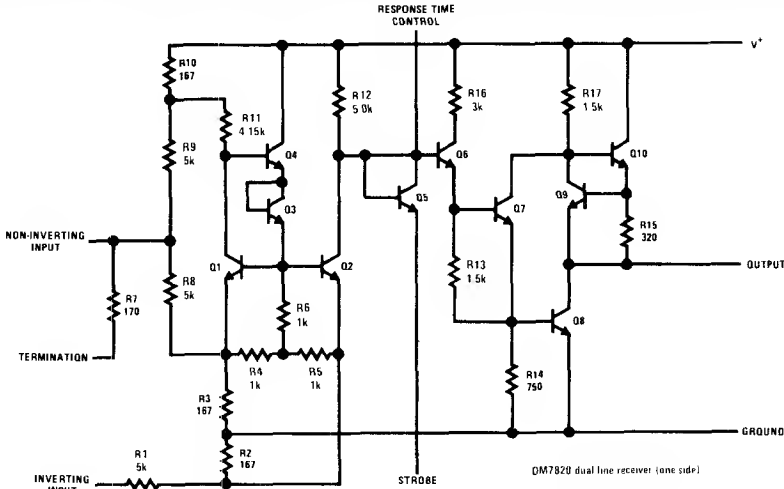 RESPONSE TIME
CONTROL
V+
R10
167
R12
5 0k
R16
3k
R17
1 5k
R11
4 15k
Q4
Q6
Q10
R9
5k
Q3
Q5
Q7
Q9
R15
320
NON-INVERTING
INPUT
Q1
Q2
OUTPUT
R7
170
R8
5k
R6
1k
R13
1.5k
Q8
TERMINATION
R4
1k
R5
1k
R14
750
R3
167
GROUND
R1
5k
R2
167
INVERTING
INPUT
STROBE
DM7820 dual line receiver (one side)